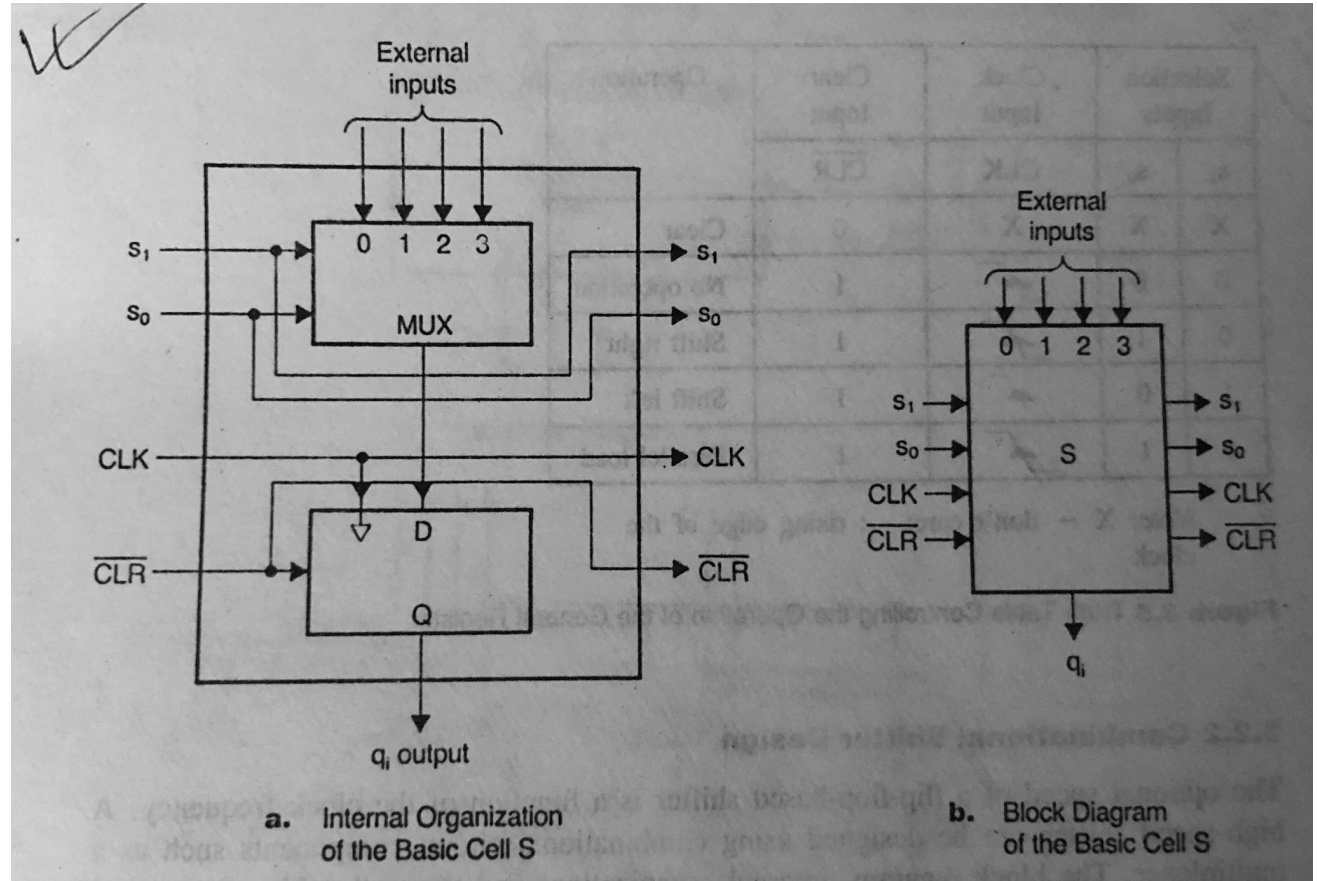 External
inputs
0 1 2 3
S₁
S₁
S₀
S₀
MUX
CLK
CLK
D
CLR
CLR
Q
qᵢ output
a. Internal Organization
of the Basic Cell S
External
inputs
0 1 2 3
S₁
S₁
S₀
S₀
S
CLK
CLK
CLR
CLR
qᵢ
b. Block Diagram
of the Basic Cell S